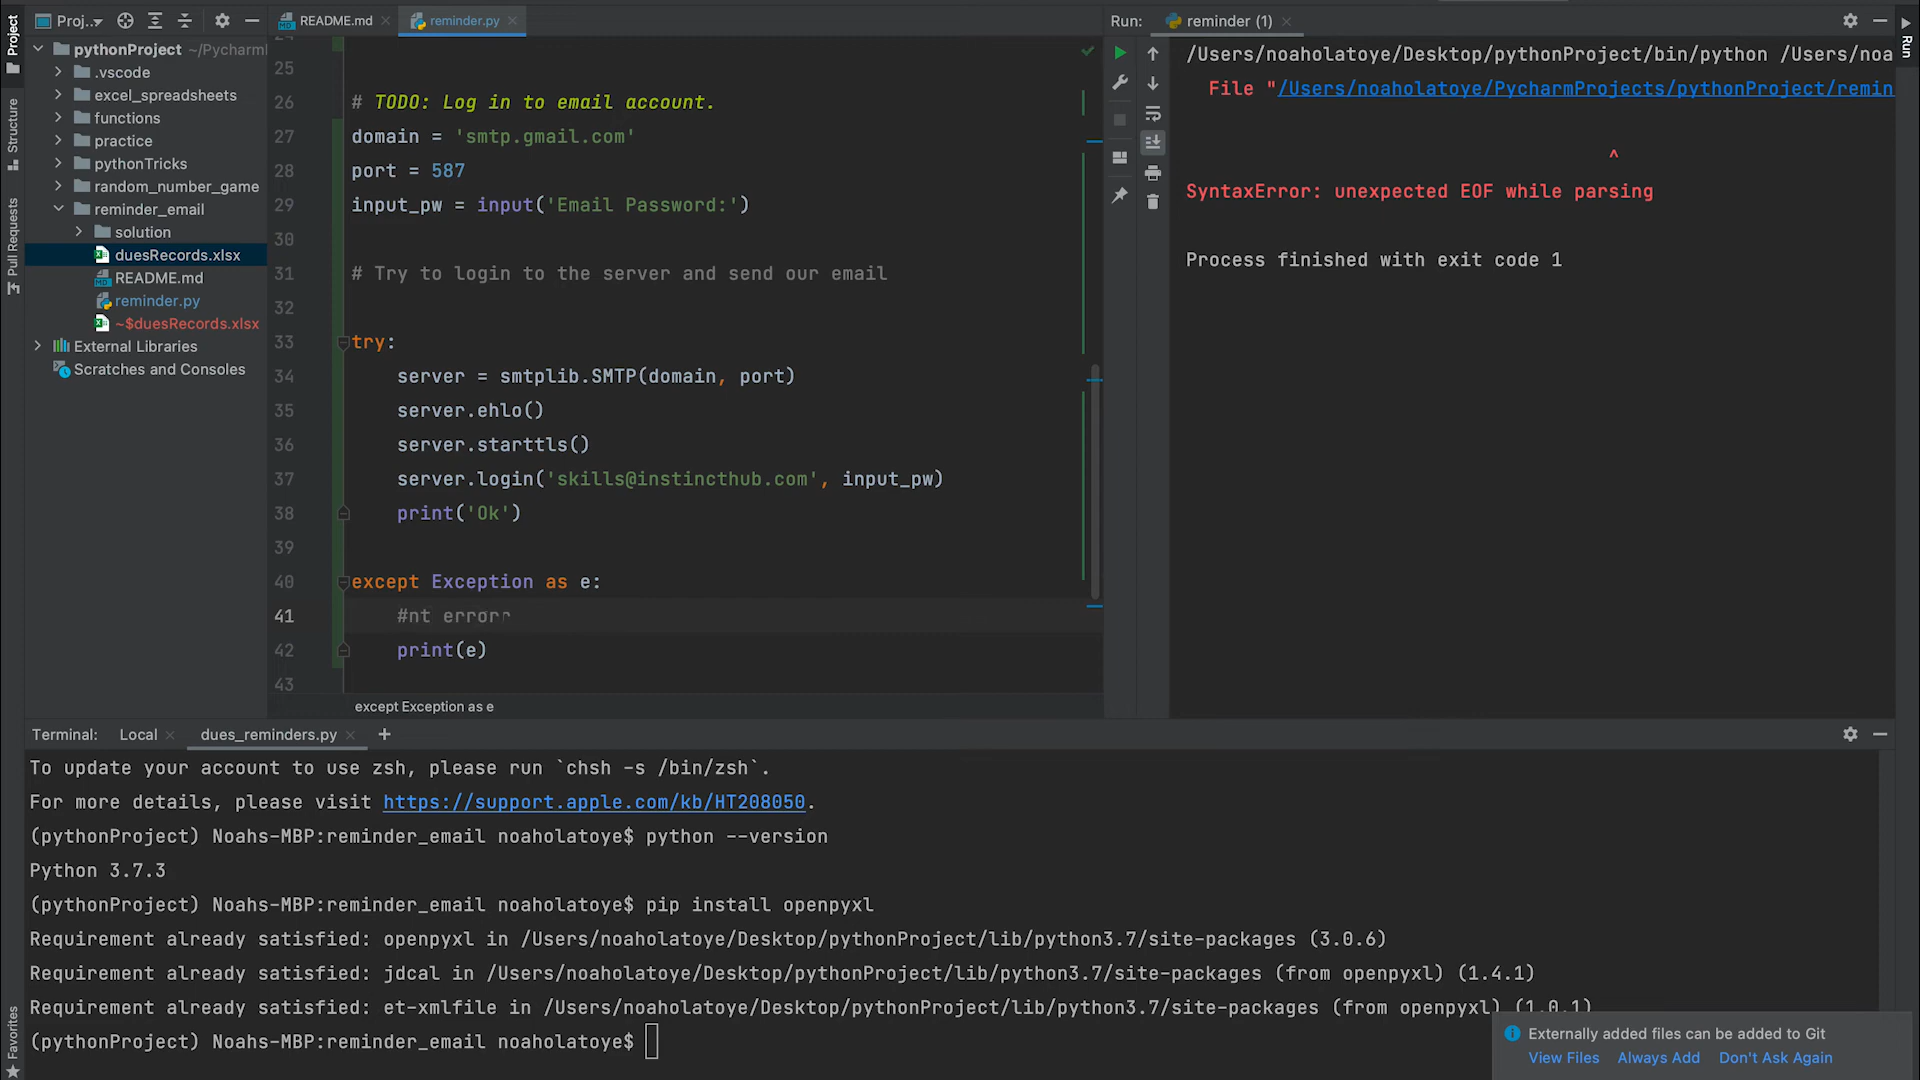 Project
Proj...
README.md
reminder.py
Run:
reminder (1)
Run
pythonProject ~/Pycharm
.vscode
excel_spreadsheets
functions
practice
pythonTricks
random_number_game
reminder_email
solution
duesRecords.xlsx
README.md
reminder.py
~$duesRecords.xlsx
External Libraries
Scratches and Consoles
Structure
Pull Requests
Favorites
25
26 # TODO: Log in to email account.
27 domain = 'smtp.gmail.com'
28 port = 587
29 input_pw = input('Email Password:')
30
31 # Try to login to the server and send our email
32
33 try:
34 server = smtplib.SMTP(domain, port)
35 server.ehlo()
36 server.starttls()
37 server.login('skills@instincthub.com', input_pw)
38 print('Ok')
39
40 except Exception as e:
41 #nt errorr
42 print(e)
43
except Exception as e
/Users/noaholatoye/Desktop/pythonProject/bin/python /Users/noa
File "/Users/noaholatoye/PycharmProjects/pythonProject/remin
^
SyntaxError: unexpected EOF while parsing
Process finished with exit code 1
Terminal: Local dues_reminders.py
To update your account to use zsh, please run `chsh -s /bin/zsh`.
For more details, please visit https://support.apple.com/kb/HT208050.
(pythonProject) Noahs-MBP:reminder_email noaholatoye$ python --version
Python 3.7.3
(pythonProject) Noahs-MBP:reminder_email noaholatoye$ pip install openpyxl
Requirement already satisfied: openpyxl in /Users/noaholatoye/Desktop/pythonProject/lib/python3.7/site-packages (3.0.6)
Requirement already satisfied: jdcal in /Users/noaholatoye/Desktop/pythonProject/lib/python3.7/site-packages (from openpyxl) (1.4.1)
Requirement already satisfied: et-xmlfile in /Users/noaholatoye/Desktop/pythonProject/lib/python3.7/site-packages (from openpyxl) (1.0.1)
(pythonProject) Noahs-MBP:reminder_email noaholatoye$
Externally added files can be added to Git
View Files Always Add Don't Ask Again